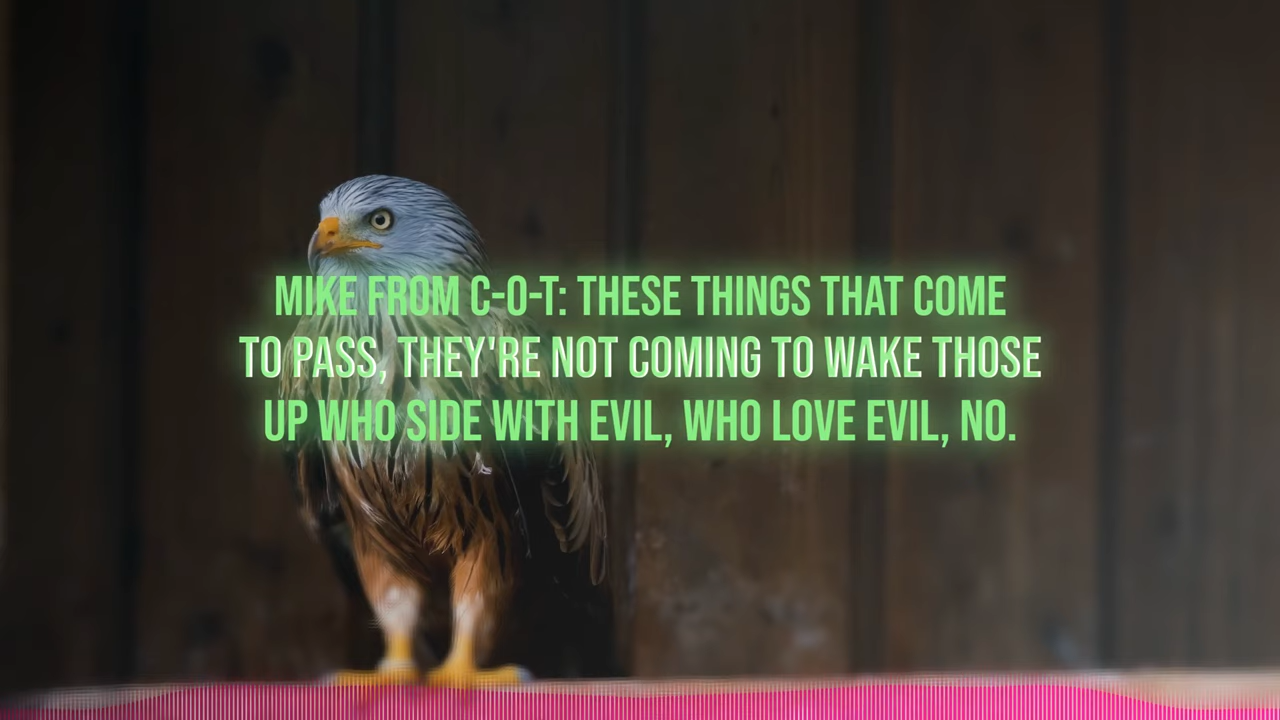 MIKE FROM C-O-T: THESE THINGS THAT COME
TO PASS, THEY'RE NOT COMING TO WAKE THOSE
UP WHO SIDE WITH EVIL, WHO LOVE EVIL, NO.